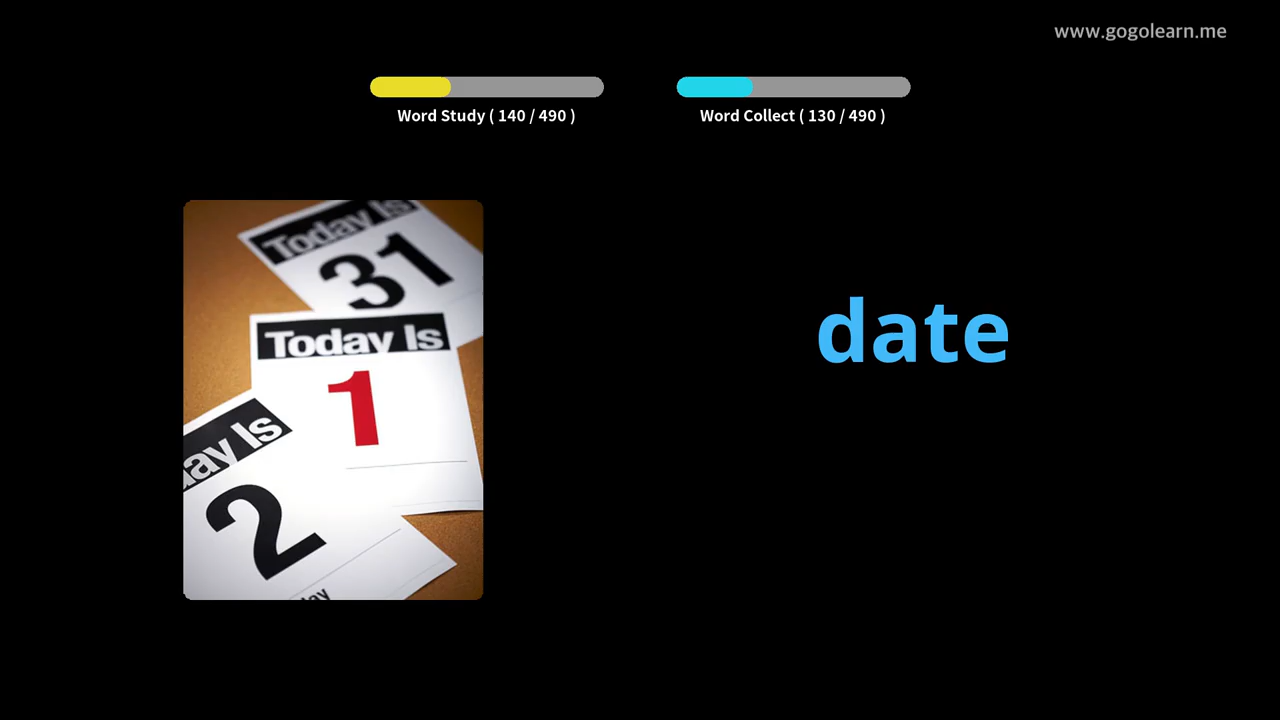 www.gogolearn.me
Word Study ( 140 / 490 )
Word Collect ( 130 / 490 )
Today Is
31
Today Is
1
ay Is
2
date